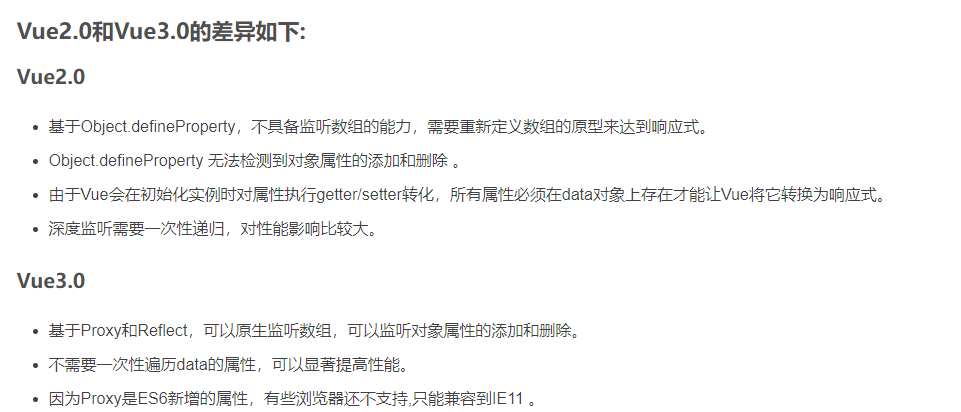 Vue2.0和Vue3.0的差异如下:
Vue2.0
基于Object.defineProperty，不具备监听数组的能力，需要重新定义数组的原型来达到响应式。
Object.defineProperty 无法检测到对象属性的添加和删除 。
由于Vue会在初始化实例时对属性执行getter/setter转化，所有属性必须在data对象上存在才能让Vue将它转换为响应式。
深度监听需要一次性递归，对性能影响比较大。
Vue3.0
基于Proxy和Reflect，可以原生监听数组，可以监听对象属性的添加和删除。
不需要一次性遍历data的属性，可以显著提高性能。
因为Proxy是ES6新增的属性，有些浏览器还不支持,只能兼容到IE11 。